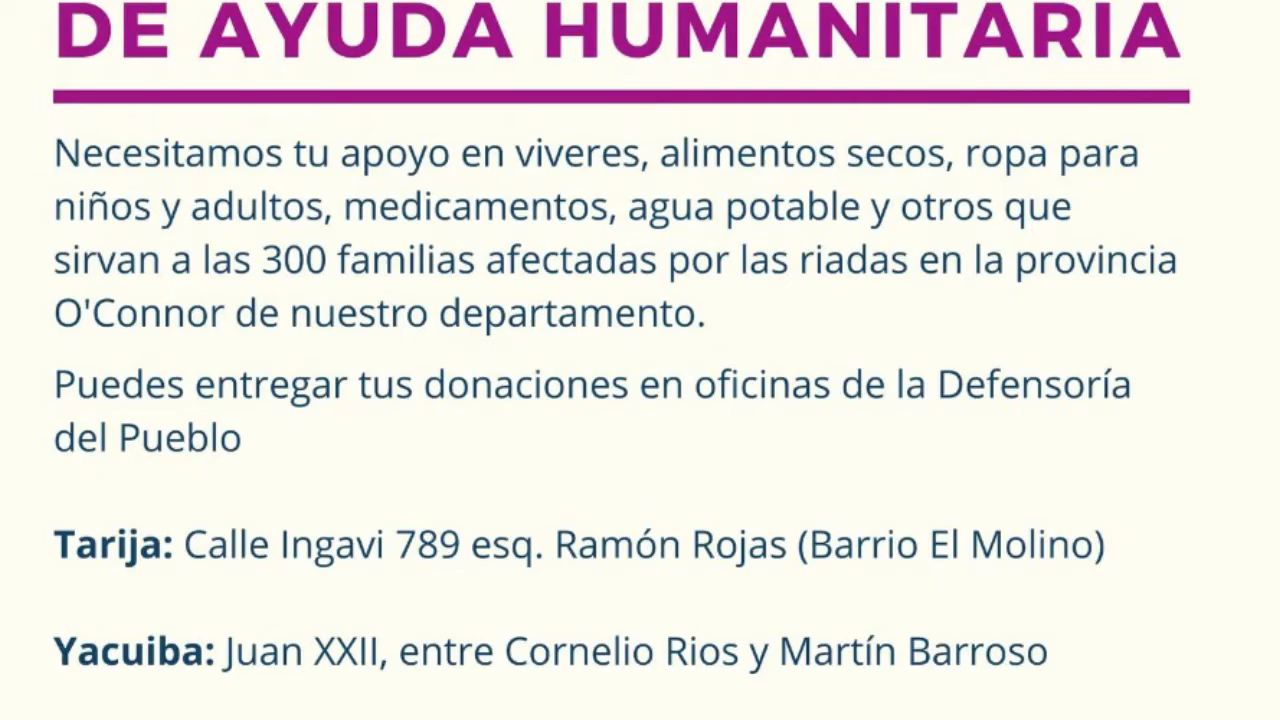 DE AYUDA HUMANITARIA
Necesitamos tu apoyo en viveres, alimentos secos, ropa para
niños y adultos, medicamentos, agua potable y otros que
sirvan a las 300 familias afectadas por las riadas en la provincia
O'Connor de nuestro departamento.
Puedes entregar tus donaciones en oficinas de la Defensoría
del Pueblo
Tarija: Calle Ingavi 789 esq. Ramón Rojas (Barrio El Molino)
Yacuiba: Juan XXII, entre Cornelio Rios y Martín Barroso